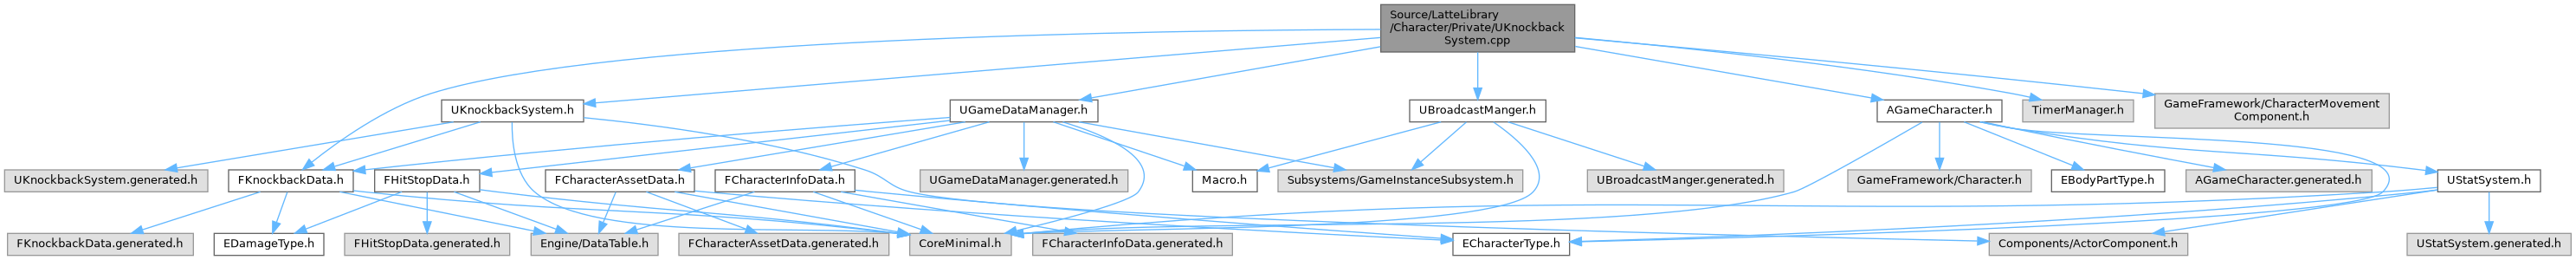 Source/LatteLibrary
/Character/Private/UKnockback
System.cpp
UKnockbackSystem.h
UGameDataManager.h
UBroadcastManger.h
AGameCharacter.h
TimerManager.h
GameFramework/CharacterMovement
Component.h
UKnockbackSystem.generated.h
FKnockbackData.h
FHitStopData.h
FCharacterAssetData.h
FCharacterInfoData.h
UGameDataManager.generated.h
Macro.h
Subsystems/GameInstanceSubsystem.h
UBroadcastManger.generated.h
GameFramework/Character.h
EBodyPartType.h
AGameCharacter.generated.h
UStatSystem.h
FKnockbackData.generated.h
EDamageType.h
FHitStopData.generated.h
Engine/DataTable.h
FCharacterAssetData.generated.h
CoreMinimal.h
FCharacterInfoData.generated.h
ECharacterType.h
Components/ActorComponent.h
UStatSystem.generated.h